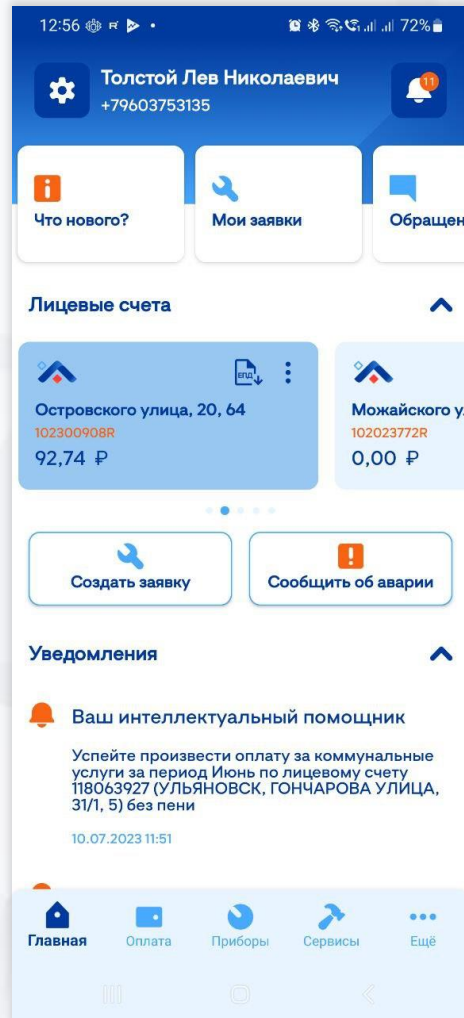 12:56
72%
Толстой Лев Николаевич
+79603753135
11
Что нового?
Мои заявки
Обращен
Лицевые счета
ЕПД
Островского улица, 20, 64
102300908R
92,74 ₽
Можайского у
102023772R
0,00 ₽
Создать заявку
Сообщить об аварии
Уведомления
Ваш интеллектуальный помощник
Успейте произвести оплату за коммунальные
услуги за период Июнь по лицевому счету
118063927 (УЛЬЯНОВСК, ГОНЧАРОВА УЛИЦА,
31/1, 5) без пени
10.07.2023 11:51
Главная
Оплата
Приборы
Сервисы
Ещё